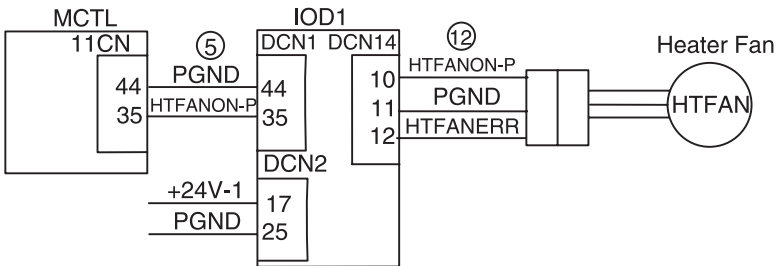 MCTL
IOD1
11CN
5
DCN1
DCN14
12
Heater Fan
PGND
HTFANON-P
44
44
10
HTFANON-P
35
35
11
PGND
12
HTFANERR
HTFAN
DCN2
+24V-1
17
PGND
25